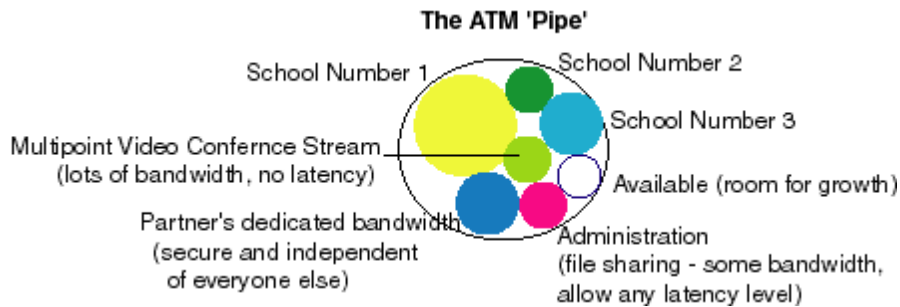 The ATM 'Pipe'
School Number 1
School Number 2
School Number 3
Multipoint Video Confernce Stream
(lots of bandwidth, no latency)
Available (room for growth)
Partner's dedicated bandwidth
(secure and independent
of everyone else)
Administration
(file sharing - some bandwidth,
allow any latency level)